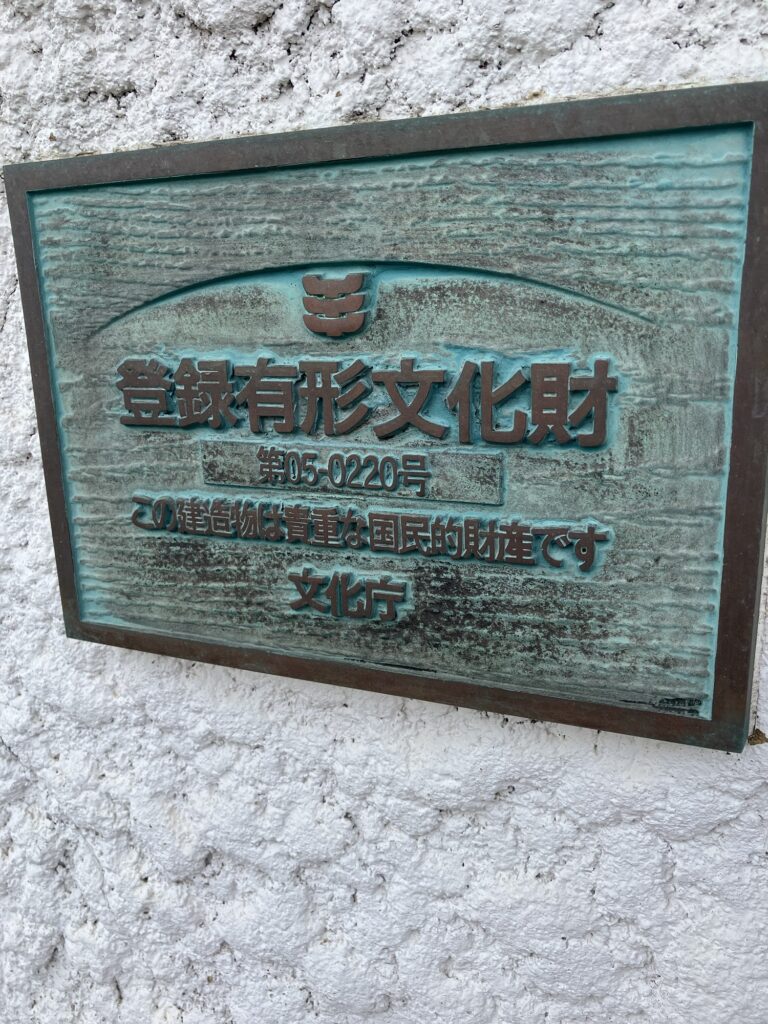 登録有形文化財
第05-0220号
この建造物は貴重な国民的財産です
文化庁